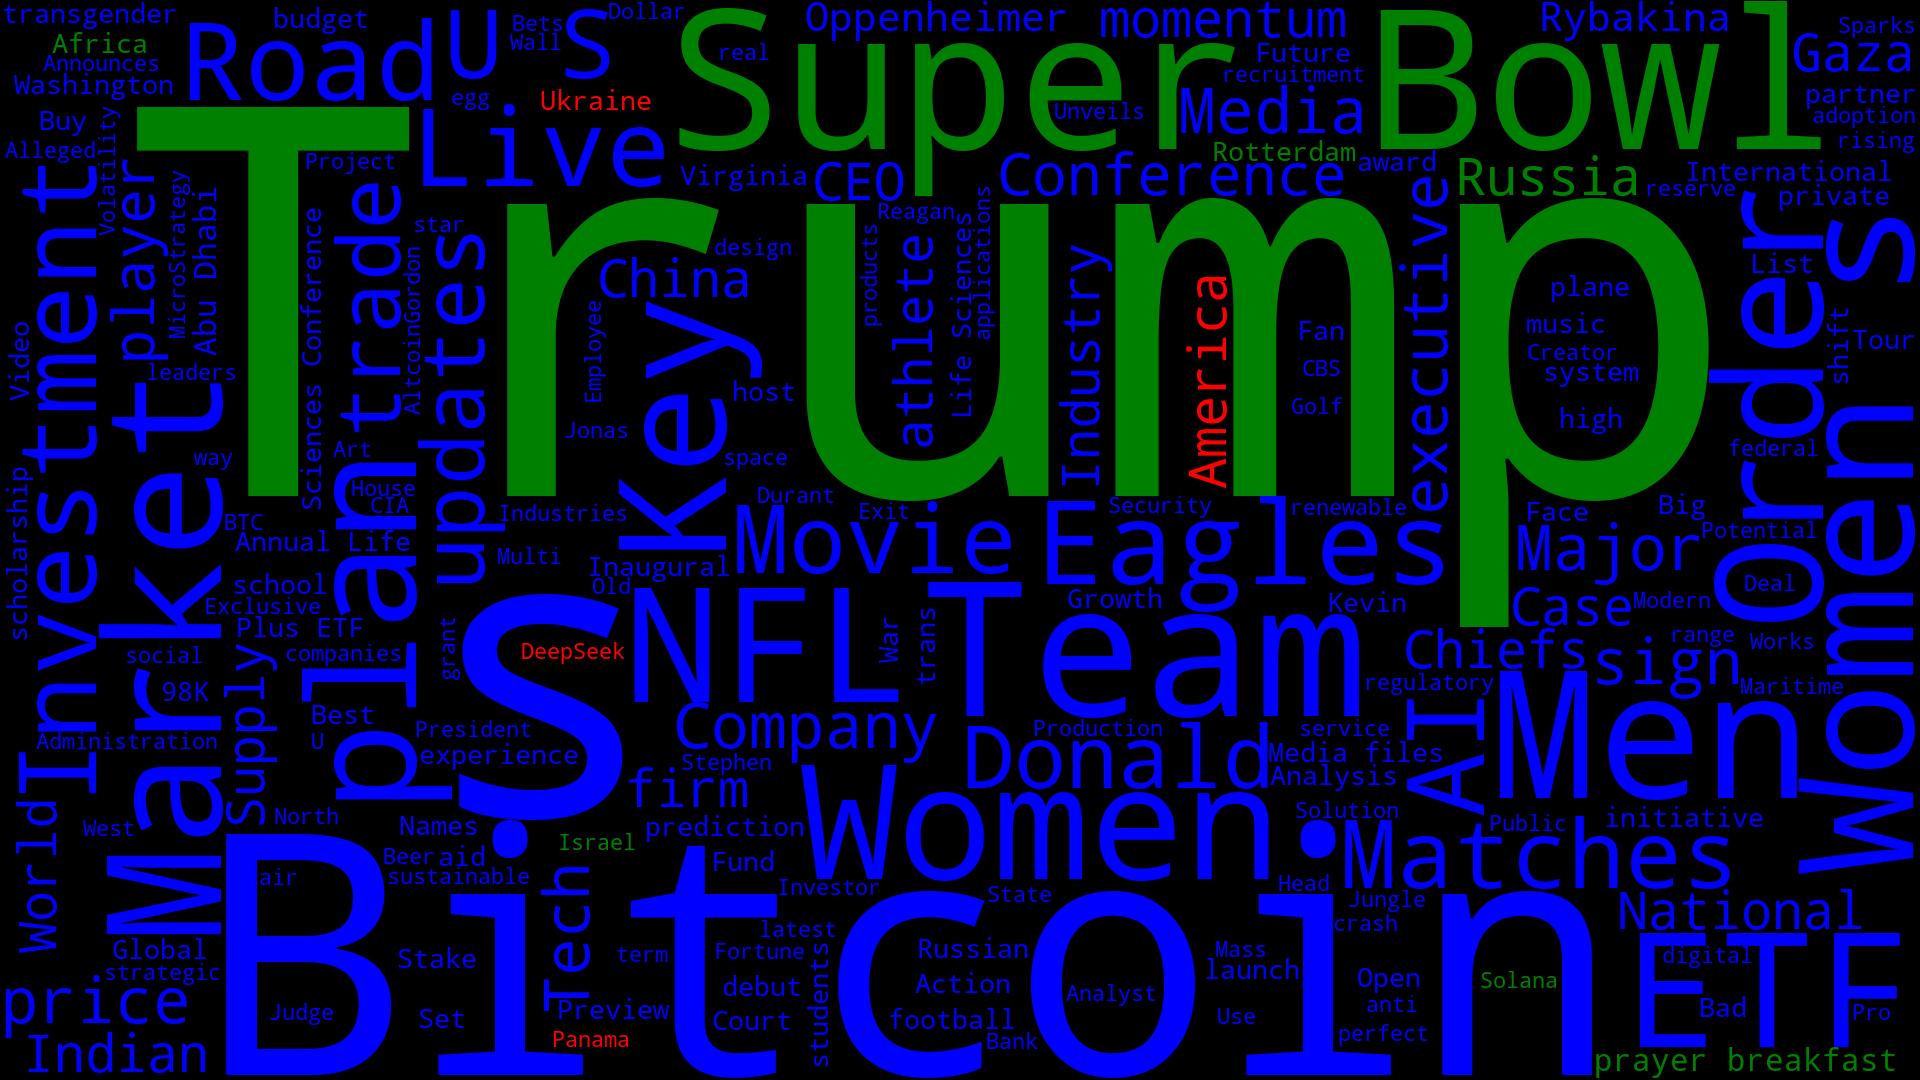 transgender
budget
Bets
Dollar
Oppenheimer
momentum
Rybakina
Sparks
Africa
Road
U S
Wall
real
Super Bowl
Future
Gaza
Announces
Washington
recruitment
egg
Ukraine
Unveils
Media
partner
Buy
Live
adoption
Alleged
Volatility
Trump
Project
Rotterdam
award
rising
Virginia
CEO
Conference
Russia
International
reserve
private
Investment
player
MicroStrategy
Abu Dhabi
Sciences Conference
plan trade
star
updates
AltcoinGordon
Reagan
design
China
Employee
key
products
athlete
Life Sciences
applications
Industry
America
executive
plane
List
Order
Women s
music
Fan
Creator
system
CBS
Golf
high
shift
Tour
Video
leaders
Market
host
Jonas
way
Art
space
federal
House
CIA
Durant
Exit
Security
renewable
Face
Big
Industries
BTC
Annual Life
Movie
Eagles
Major
Potential
Multi
Inaugural
scholarship
school
Old
Deal
Exclusive
NFL
Team
Growth
Kevin
Case
Modern
Plus ETF
grant
War
trans
range
Works
social
companies
DeepSeek
s
Chiefs
sign
98K
Supply
regulatory
Maritime
Best
President
Company
Production
service
AI
Men
Administration
U
experience
Donald
Media files
Stephen
Analysis
firm
Women
World
North
Solution
West
Names
prediction
Public
initiative
Israel
Matches
Bitcoin
Beer
aid
Fund
air
sustainable
Tech
Investor
State
Head
Jungle
National
crash
latest
Global
Stake
term
Fortune
Russian
Mass
ETF
digital
strategic
students
launch
Open
Solana
price
debut
Action
Analyst
anti
Bad
Judge
Set
Preview
Court
football
Use
Pro
perfect
Indian
Panama
Bank
prayer breakfast